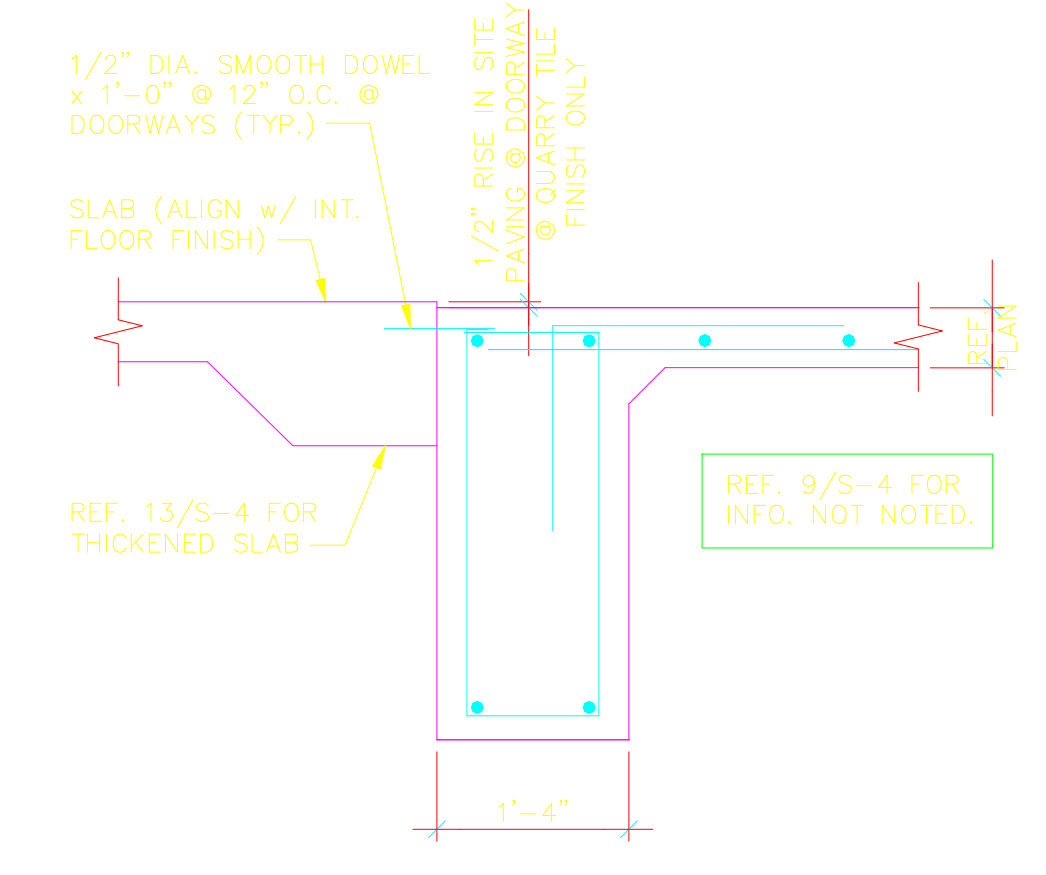 1/2" DIA. SMOOTH DOWEL
x 1'-0" @ 12" O.C. @
DOORWAYS (TYP.)
SLAB (ALIGN w/ INT.
FLOOR FINISH)
1/2" RISE IN SITE
PAVING @ DOORWAY
@ QUARRY TILE
FINISH ONLY
REF.
PLAN
REF. 13/S-4 FOR
THICKENED SLAB
REF. 9/S-4 FOR
INFO. NOT NOTED.
1'-4"